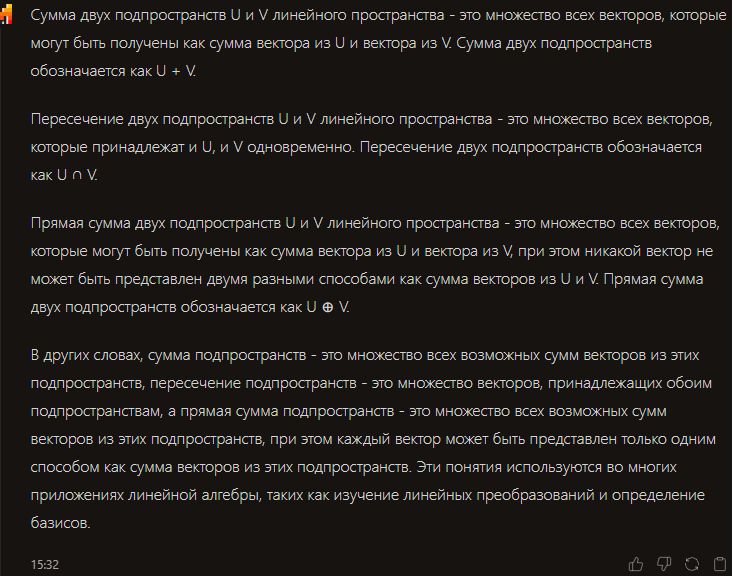 Сумма двух подпространств U и V линейного пространства - это множество всех векторов, которые
могут быть получены как сумма вектора из U и вектора из V. Сумма двух подпространств
обозначается как U + V.
Пересечение двух подпространств U и V линейного пространства - это множество всех векторов,
которые принадлежат и U, и V одновременно. Пересечение двух подпространств обозначается
как U ∩ V.
Прямая сумма двух подпространств U и V линейного пространства - это множество всех векторов,
которые могут быть получены как сумма вектора из U и вектора из V, при этом никакой вектор не
может быть представлен двумя разными способами как сумма векторов из U и V. Прямая сумма
двух подпространств обозначается как U ⊕ V.
В других словах, сумма подпространств - это множество всех возможных сумм векторов из этих
подпространств, пересечение подпространств - это множество векторов, принадлежащих обоим
подпространствам, а прямая сумма подпространств - это множество всех возможных сумм
векторов из этих подпространств, при этом каждый вектор может быть представлен только одним
способом как сумма векторов из этих подпространств. Эти понятия используются во многих
приложениях линейной алгебры, таких как изучение линейных преобразований и определение
базисов.
15:32